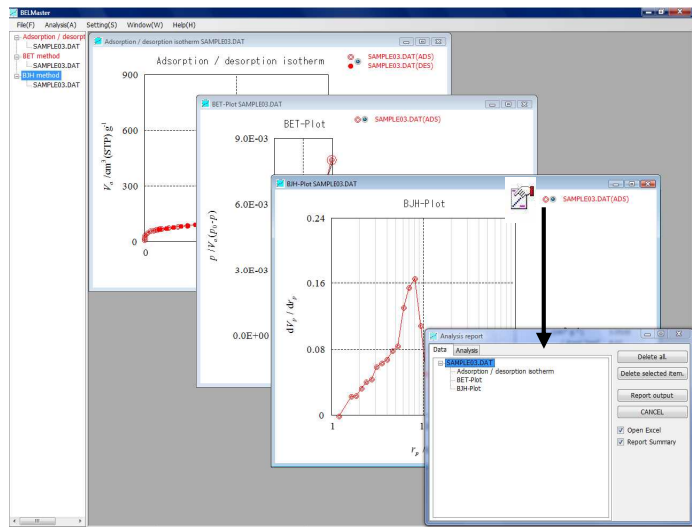 BELMaster
File(F) Analysis(A) Setting(S) Window(W) Help(H)
Adsorption / desorpt
SAMPLE03.DAT
BET method
SAMPLE03.DAT
BJH method
SAMPLE03.DAT
Adsorption / desorption isotherm SAMPLE03.DAT
Adsorption / desorption isotherm
SAMPLE03.DAT(ADS)
SAMPLE03.DAT(DES)
900
600
300
0
0
Va /cm3(STP) g-1
BET-Plot SAMPLE03.DAT
BET-Plot
SAMPLE03.DAT(ADS)
9.0E-03
6.0E-03
3.0E-03
0.0E+00
p /Va(p0-p)
BJH-Plot SAMPLE03.DAT
BJH-Plot
SAMPLE03.DAT(ADS)
0.24
0.16
0.08
0
1
dVp / drp
rp /
Analysis report
Data Analysis
SAMPLE03.DAT
Adsorption / desorption isotherm
BET-Plot
BJH-Plot
Delete all.
Delete selected item.
Report output
CANCEL
Open Excel
Report Summary